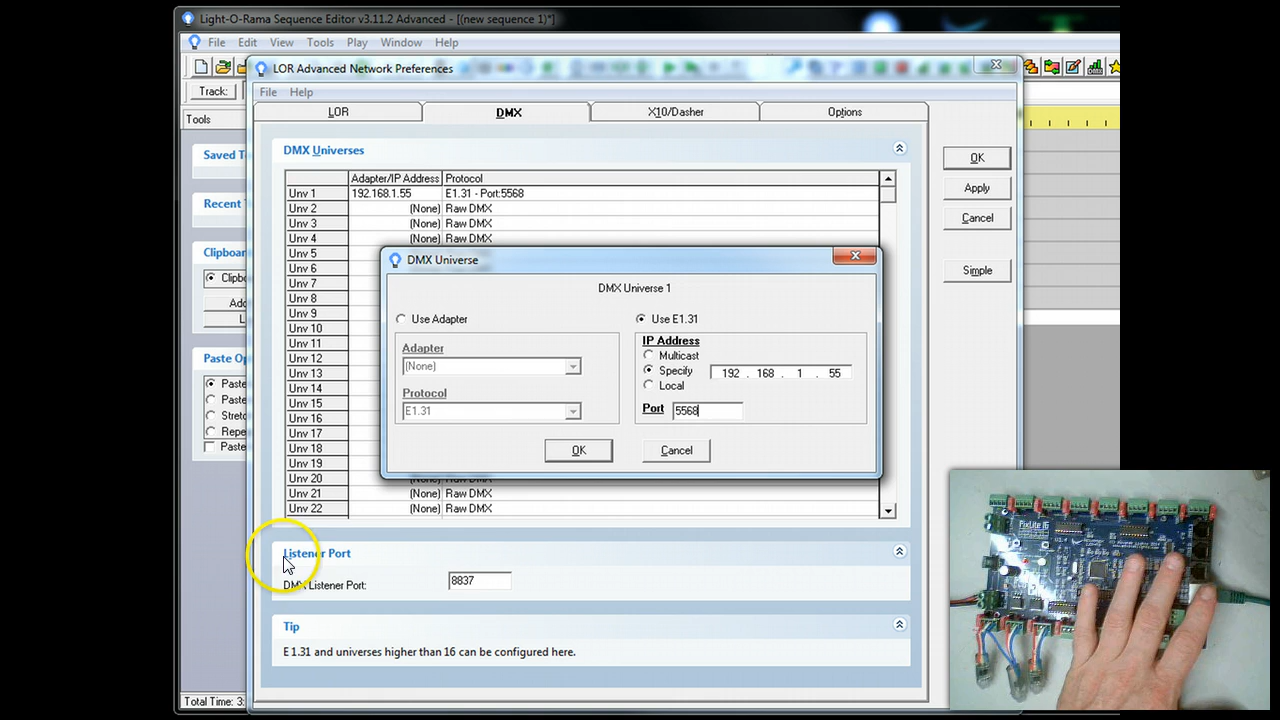 Light-O-Rama Sequence Editor v3.11.2 Advanced - [(new sequence 1)*]
File Edit View Tools Play Window Help
LOR Advanced Network Preferences
Track:
File Help
Tools
LOR DMX X10/Dasher Options
Saved T
DMX Universes
OK
Adapter/IP Address Protocol
Apply
Unv 1 192.168.1.55 E1.31 - Port:5568
Recent
Unv 2 (None) Raw DMX
Cancel
Unv 3 (None) Raw DMX
Unv 4 (None) Raw DMX
Clipboar
Unv 5
DMX Universe
Unv 6
Simple
Clipbo
Unv 7
DMX Universe 1
Unv 8
Add
Unv 9
Use Adapter Use E1.31
L
Unv 10
Adapter IP Address
Unv 11
Multicast
Paste Op
Unv 12
(None) Specify 192 . 168 . 1 . 55
Unv 13
Paste
Local
Unv 14
Protocol
Paste
Unv 15
E1.31 Port 5568
Stretc
Unv 16
Repe
Unv 17
Paste
Unv 18
OK Cancel
Unv 19
Unv 20 (None) Raw DMX
Unv 21 (None) Raw DMX
Unv 22 (None) Raw DMX
Listener Port
DMX Listener Port: 8837
Tip
E1.31 and universes higher than 16 can be configured here.
Total Time: 3:
PixLite 16